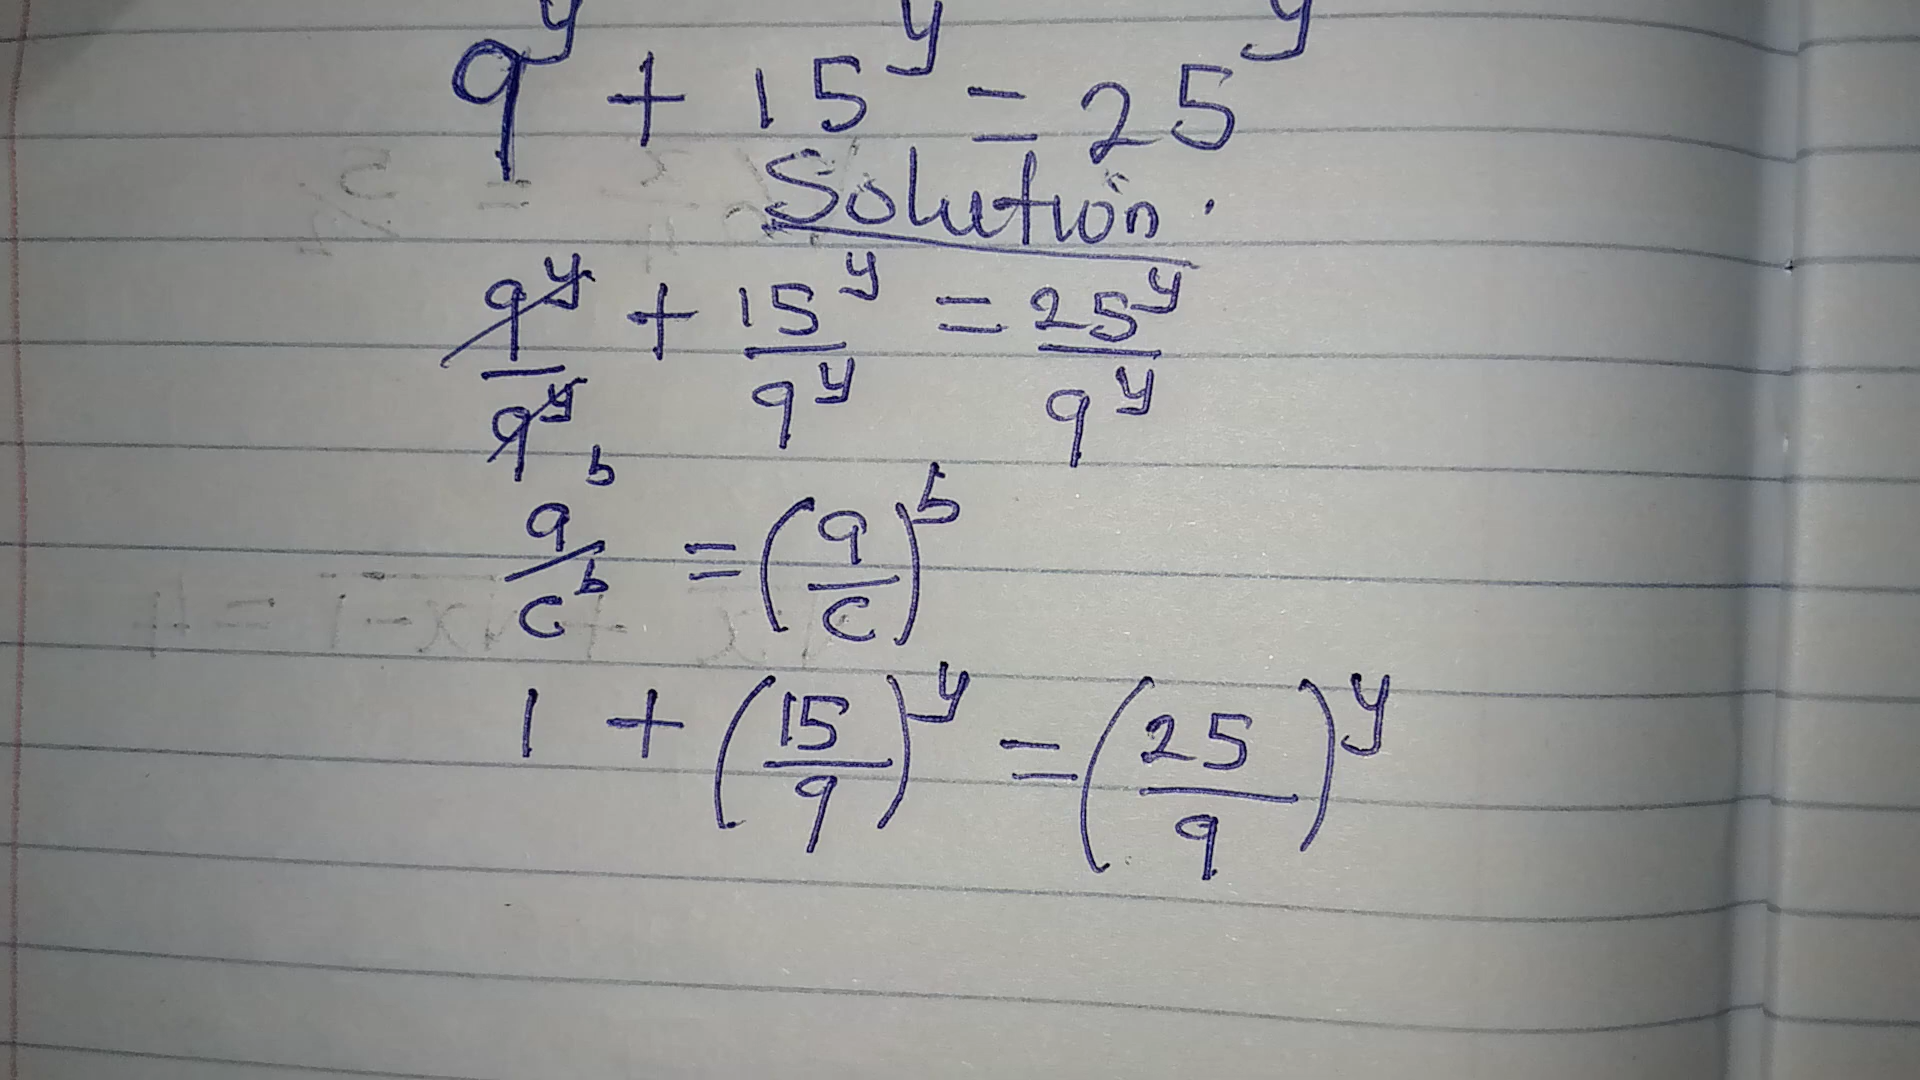 9^y + 15^y = 25^y
Solution.
9^y/9^y + 15^y/9^y = 25^y/9^y
a^b/c^b = (a/c)^b
1 + (15/9)^y = (25/9)^y